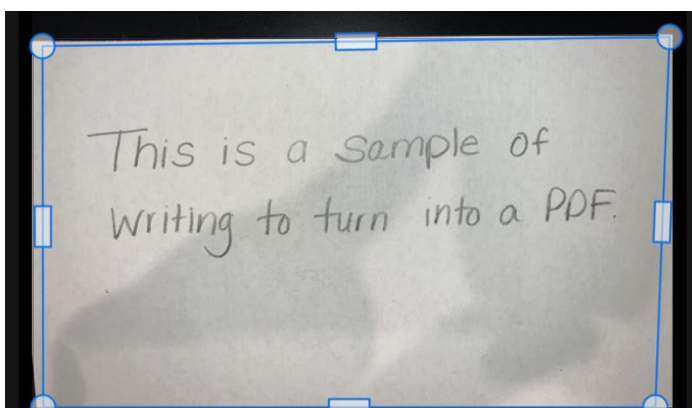 This is a sample of
Writing to turn into a PDF.